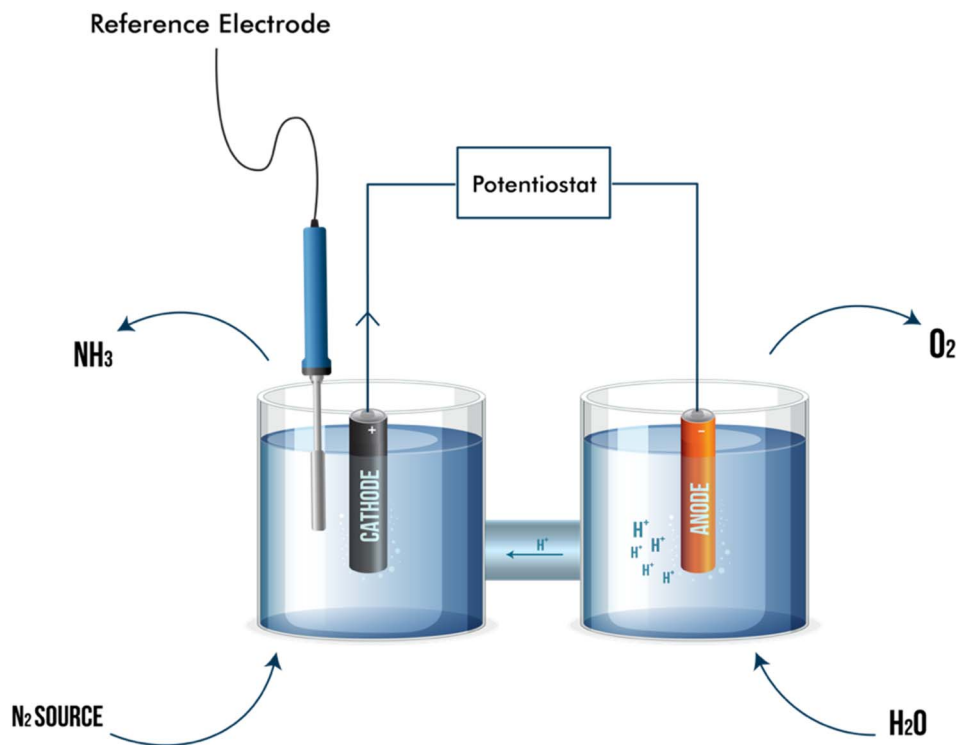 Reference Electrode
Potentiostat
NH₃
O₂
+
CATHODE
-
ANODE
H⁺
H⁺
H⁺
H⁺
H⁺
H⁺
N₂ SOURCE
H₂O